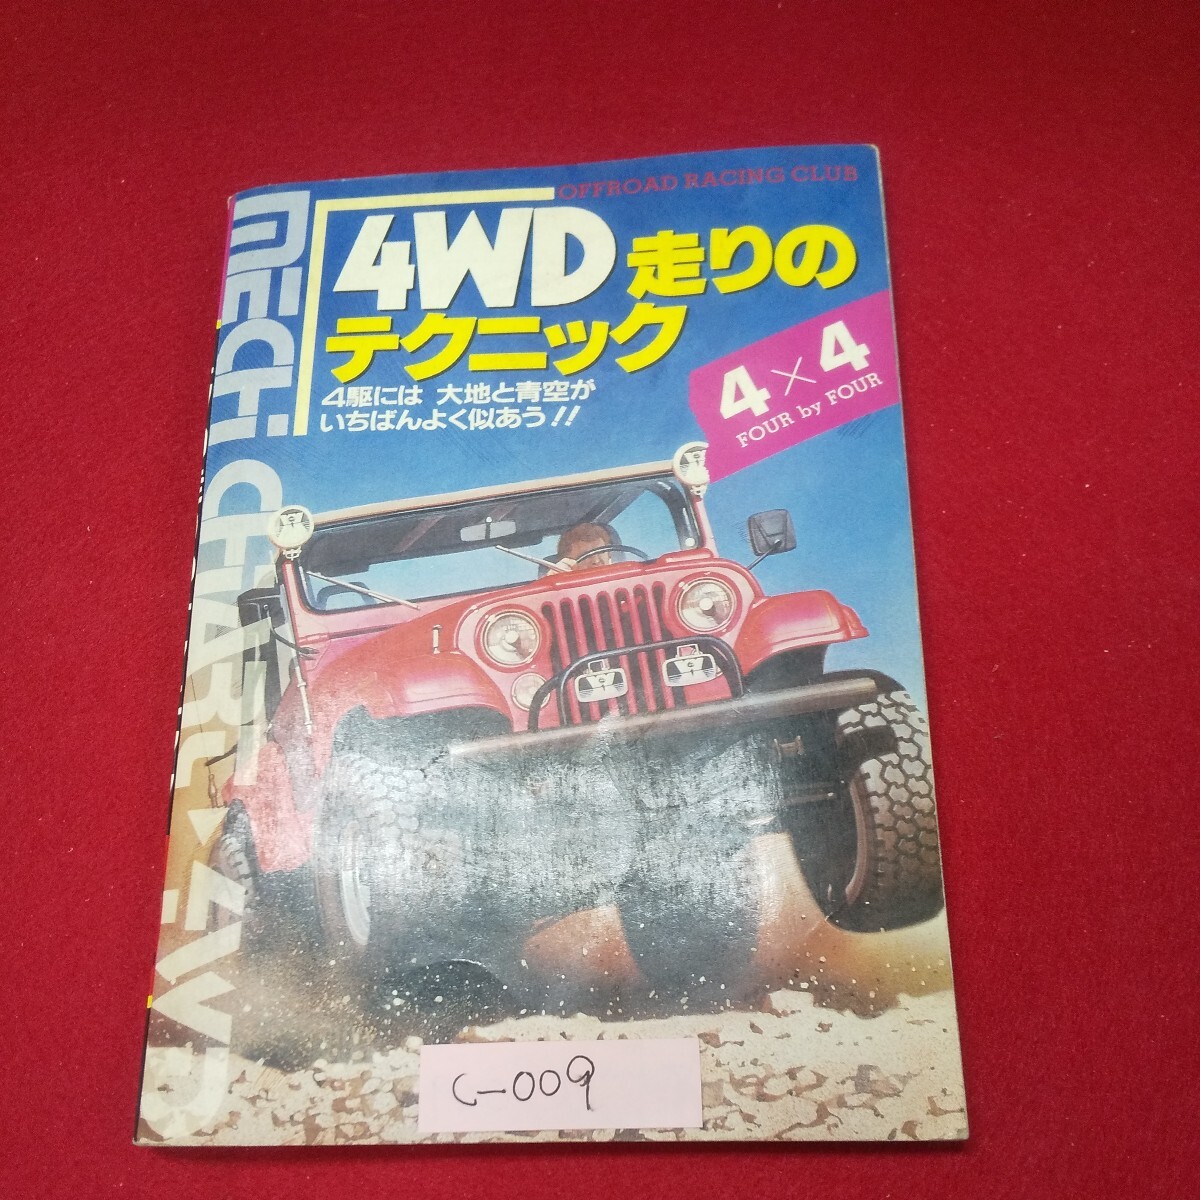 OFFROAD RACING CLUB
4WD 走りの
テクニック
4駆には 大地と青空が
いちばんよく似あう!!
4×4
FOUR by FOUR
c-009